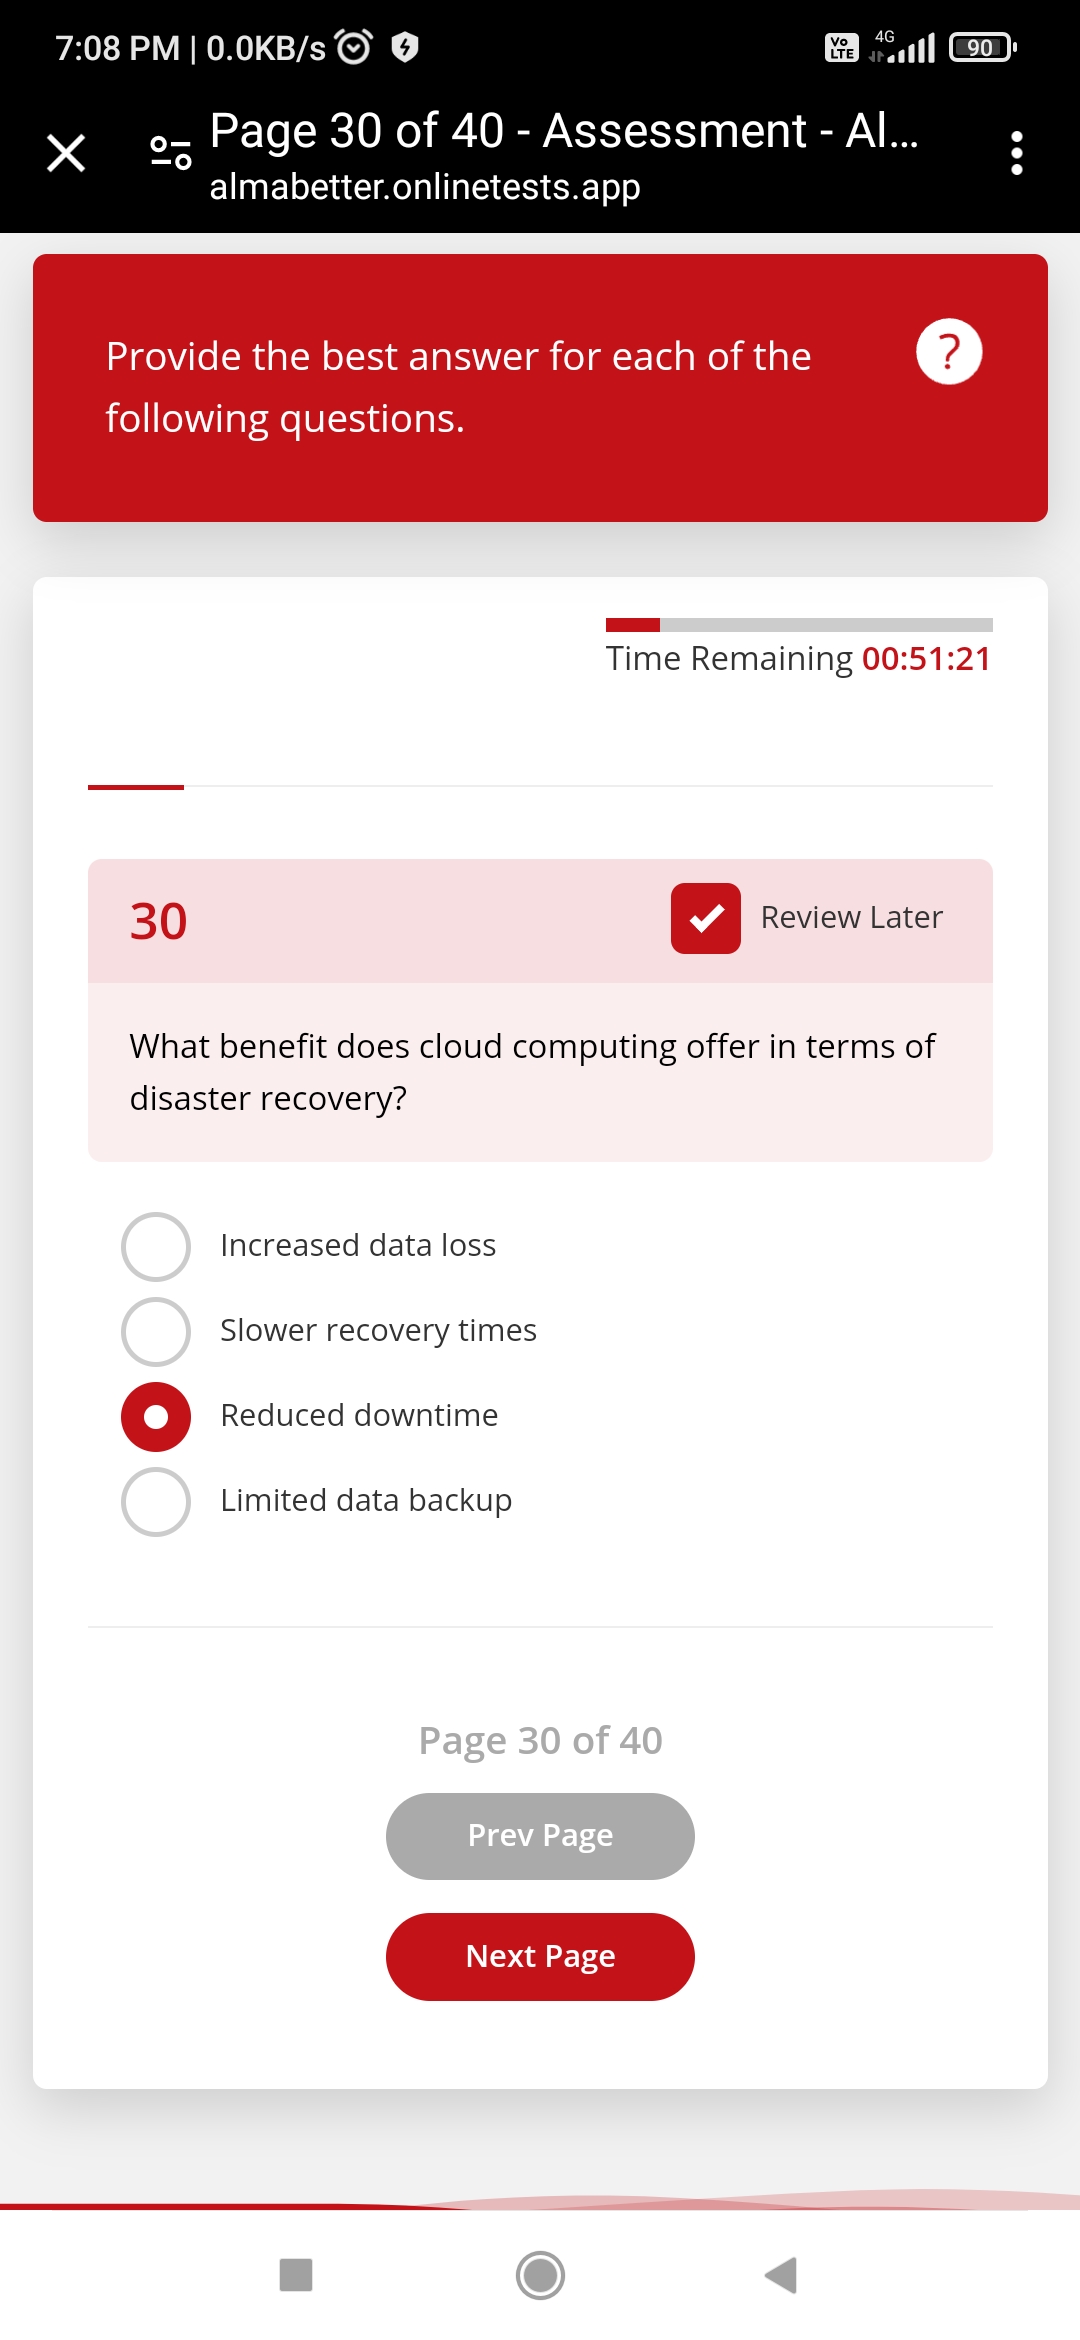 7:08 PM | 0.0KB/s
Vo LTE 4G 90
Page 30 of 40 - Assessment - Al...
almabetter.onlinetests.app
Provide the best answer for each of the
following questions.
?
Time Remaining 00:51:21
30
Review Later
What benefit does cloud computing offer in terms of
disaster recovery?
Increased data loss
Slower recovery times
Reduced downtime
Limited data backup
Page 30 of 40
Prev Page
Next Page